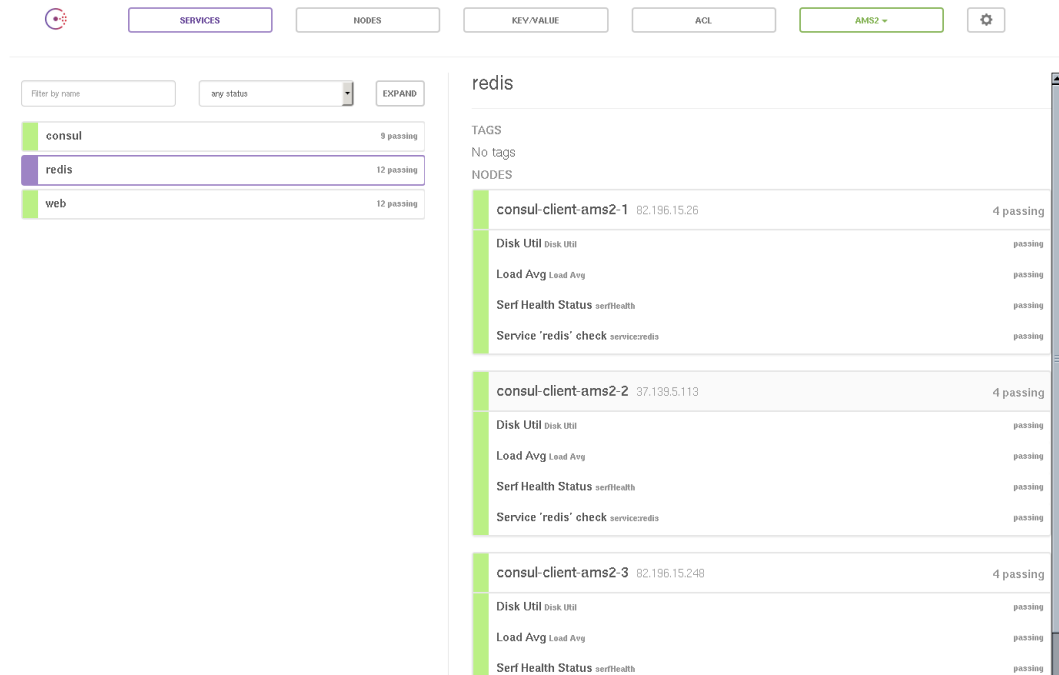 SERVICES NODES KEY/VALUE ACL AMS2
Filter by name any status EXPAND
consul 9 passing
redis 12 passing
web 12 passing
redis
TAGS
No tags
NODES
consul-client-ams2-1 82.196.15.26 4 passing
Disk Util Disk Util passing
Load Avg Load Avg passing
Serf Health Status serfHealth passing
Service 'redis' check service:redis passing
consul-client-ams2-2 37.139.5.113 4 passing
Disk Util Disk Util passing
Load Avg Load Avg passing
Serf Health Status serfHealth passing
Service 'redis' check service:redis passing
consul-client-ams2-3 82.196.15.248 4 passing
Disk Util Disk Util passing
Load Avg Load Avg passing
Serf Health Status serfHealth passing